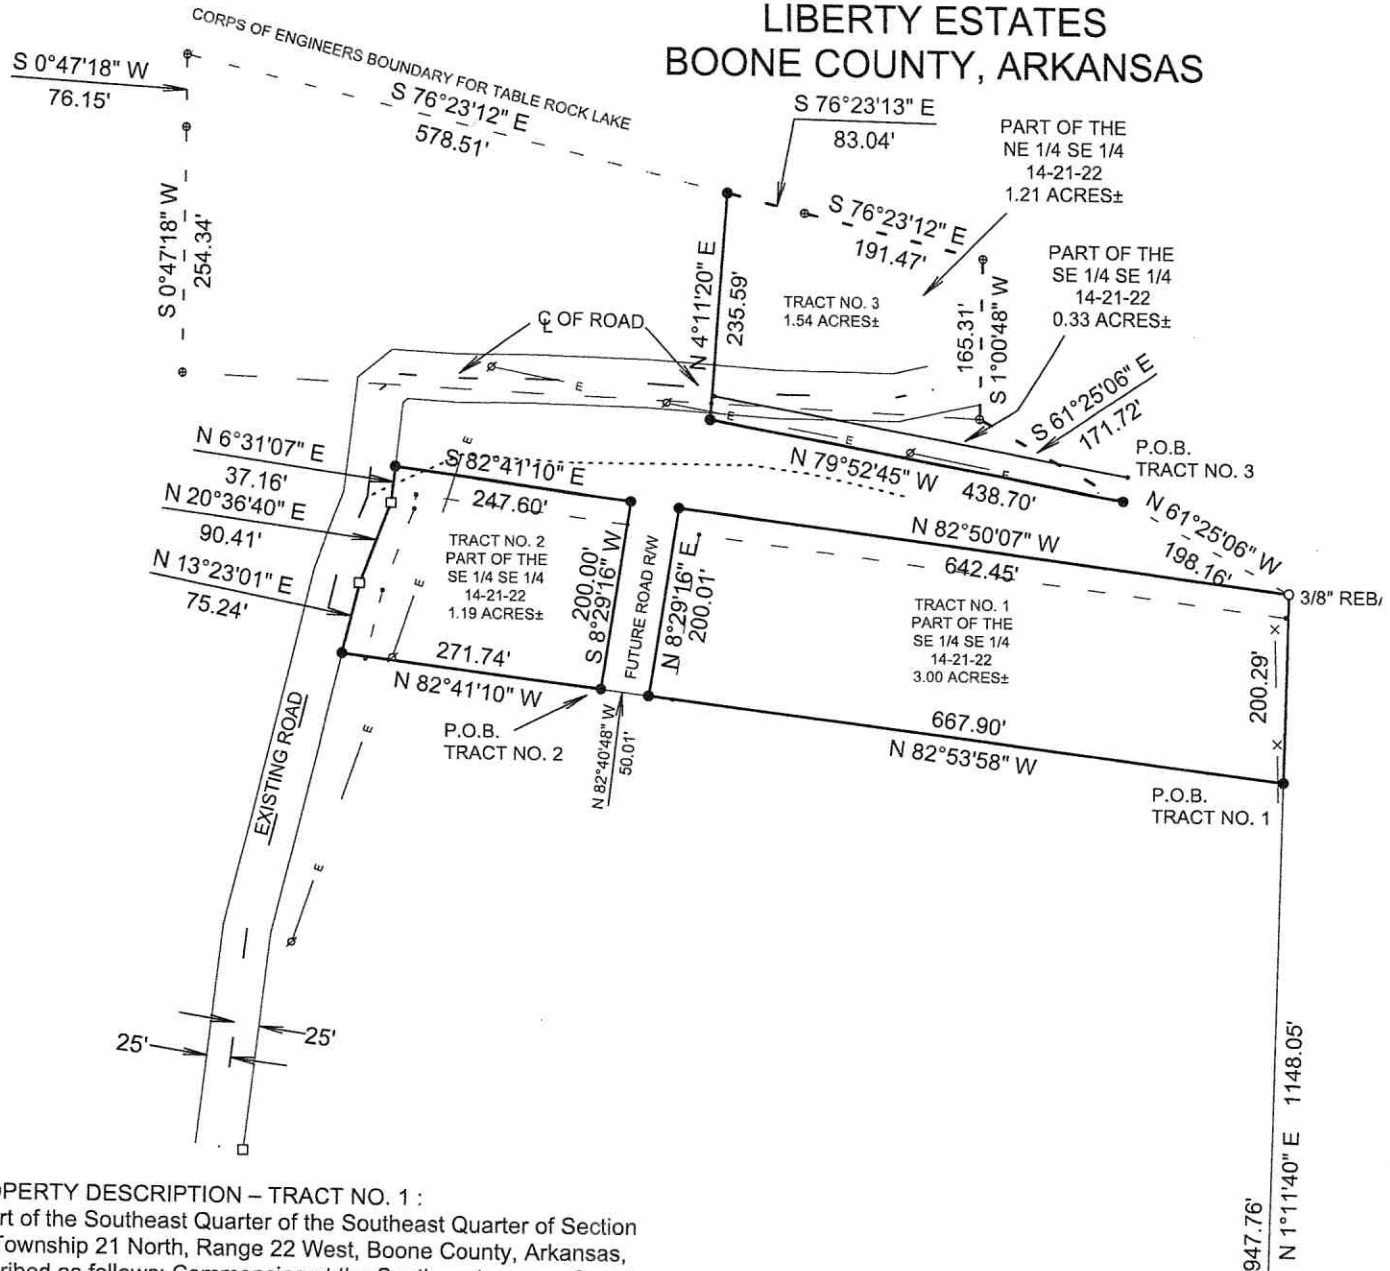 LIBERTY ESTATES
BOONE COUNTY, ARKANSAS
CORPS OF ENGINEERS BOUNDARY FOR TABLE ROCK LAKE
S 0°47'18" W
76.15'
S 76°23'12" E
578.51'
S 76°23'13" E
83.04'
PART OF THE
NE 1/4 SE 1/4
14-21-22
1.21 ACRES±
S 0°47'18" W
254.34'
S 76°23'12" E
191.47'
PART OF THE
SE 1/4 SE 1/4
14-21-22
0.33 ACRES±
N 4°11'20" E
235.59'
TRACT NO. 3
1.54 ACRES±
165.31'
S 1°00'48" W
℄ OF ROAD
E
E
E
E
E
S 61°25'06" E
171.72'
P.O.B.
TRACT NO. 3
N 6°31'07" E
37.16'
N 20°36'40" E
90.41'
N 13°23'01" E
75.24'
S 82°41'10" E
247.60'
N 79°52'45" W
438.70'
N 61°25'06" W
198.16'
TRACT NO. 2
PART OF THE
SE 1/4 SE 1/4
14-21-22
1.19 ACRES±
E
200.00'
S 8°29'16" W
FUTURE ROAD R/W
N 8°29'16" E
200.01'
N 82°50'07" W
642.45'
3/8" REB
TRACT NO. 1
PART OF THE
SE 1/4 SE 1/4
14-21-22
3.00 ACRES±
X
200.29'
X
271.74'
N 82°41'10" W
667.90'
N 82°53'58" W
P.O.B.
TRACT NO. 2
N 82°40'48" W
50.01'
P.O.B.
TRACT NO. 1
EXISTING ROAD
E
E
25'
25'
N 1°11'40" E 1148.05'
947.76'
OPERTY DESCRIPTION – TRACT NO. 1 :
rt of the Southeast Quarter of the Southeast Quarter of Section
Township 21 North, Range 22 West, Boone County, Arkansas,